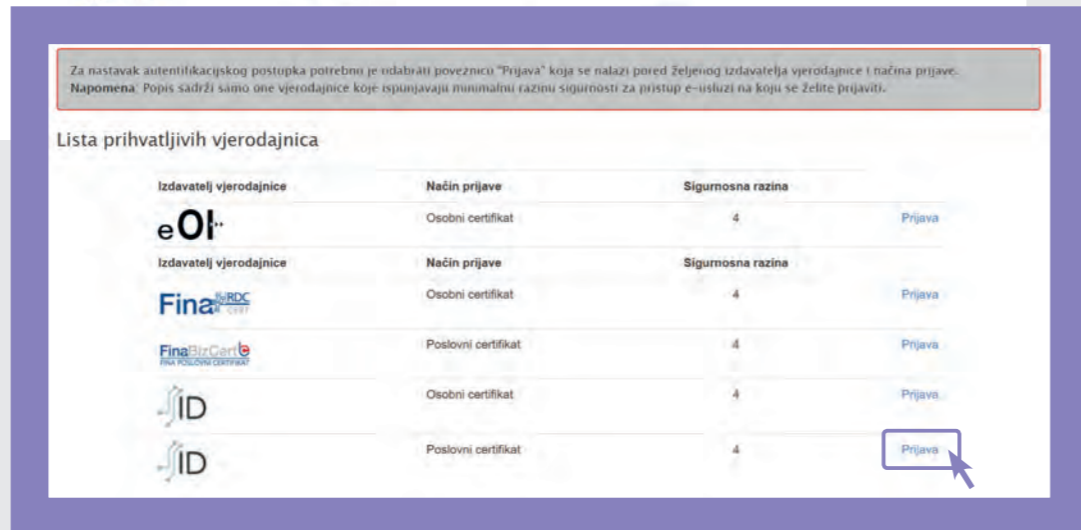 Za nastavak autentifikacijskog postupka potrebno je odabrati poveznicu "Prijava" koja se nalazi pored željenog izdavatelja vjerodajnice i načina prijave.
Napomena: Popis sadrži samo one vjerodajnice koje ispunjavaju minimalnu razinu sigurnosti za pristup e-usluzi na koju se želite prijaviti.
Lista prihvatljivih vjerodajnica
Izdavatelj vjerodajnice Način prijave Sigurnosna razina
eOI Osobni certifikat 4 Prijava
Izdavatelj vjerodajnice Način prijave Sigurnosna razina
Fina RDC Osobni certifikat 4 Prijava
FinaBizCert Poslovni certifikat 4 Prijava
FINA POSLOVNI CERTIFIKAT
ID Osobni certifikat 4 Prijava
ID Poslovni certifikat 4 Prijava